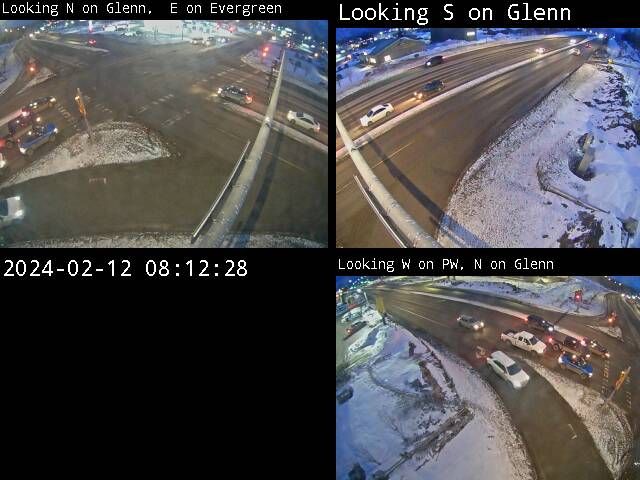 Looking N on Glenn, E on Evergreen
Looking S on Glenn
2024-02-12 08:12:28
Looking W on PW, N on Glenn